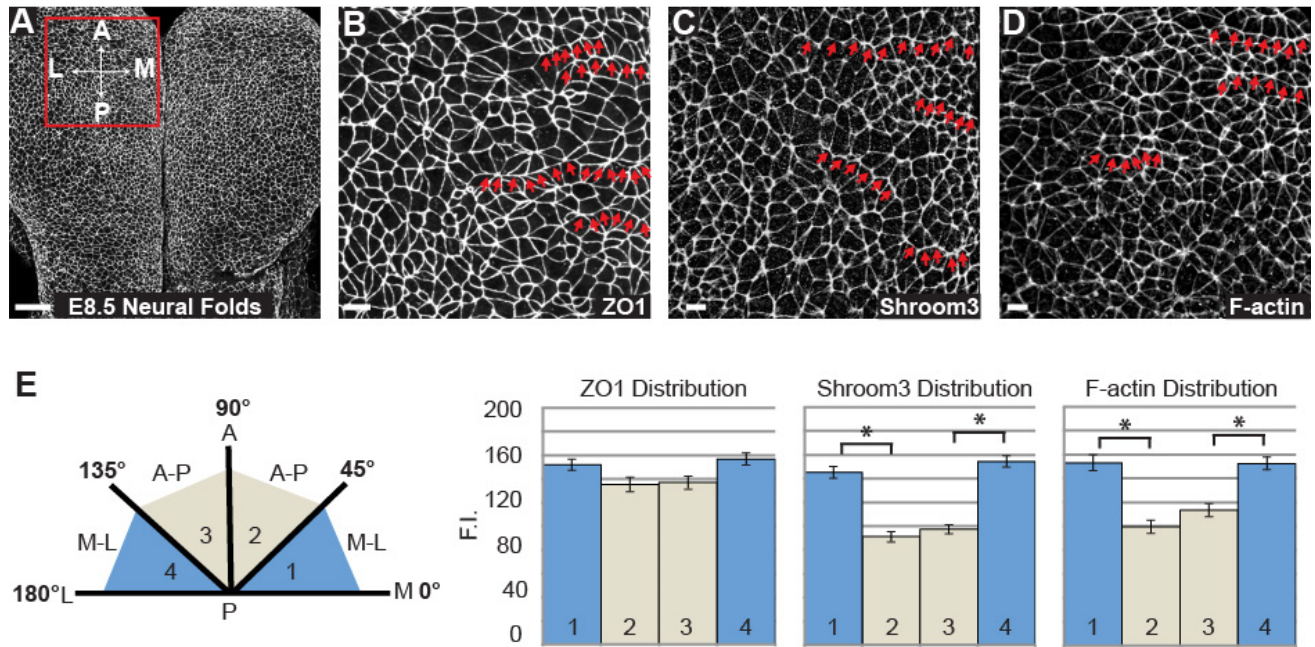 A
A
L
M
P
E8.5 Neural Folds
B
ZO1
C
Shroom3
D
F-actin
E
90°
A
135°
A-P
A-P
45°
M-L
3
2
M-L
4
1
180°L
M 0°
P
F.I.
200
160
120
80
40
0
ZO1 Distribution
1
2
3
4
Shroom3 Distribution
*
*
1
2
3
4
F-actin Distribution
*
*
1
2
3
4